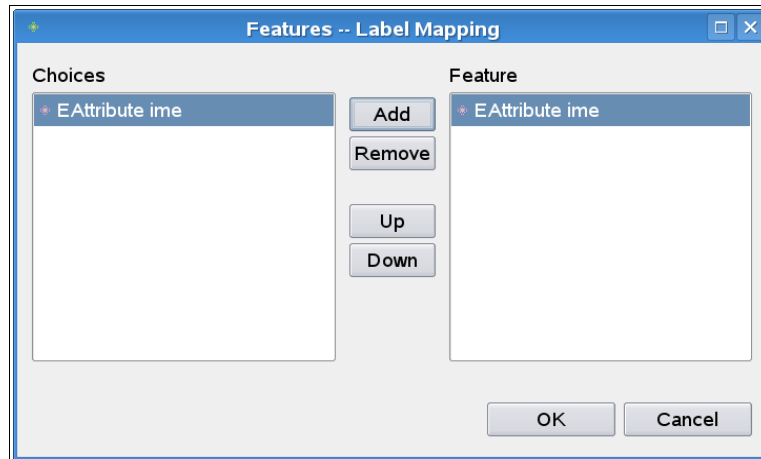 Features -- Label Mapping
Choices
Feature
EAttribute ime
EAttribute ime
Add
Remove
Up
Down
OK
Cancel